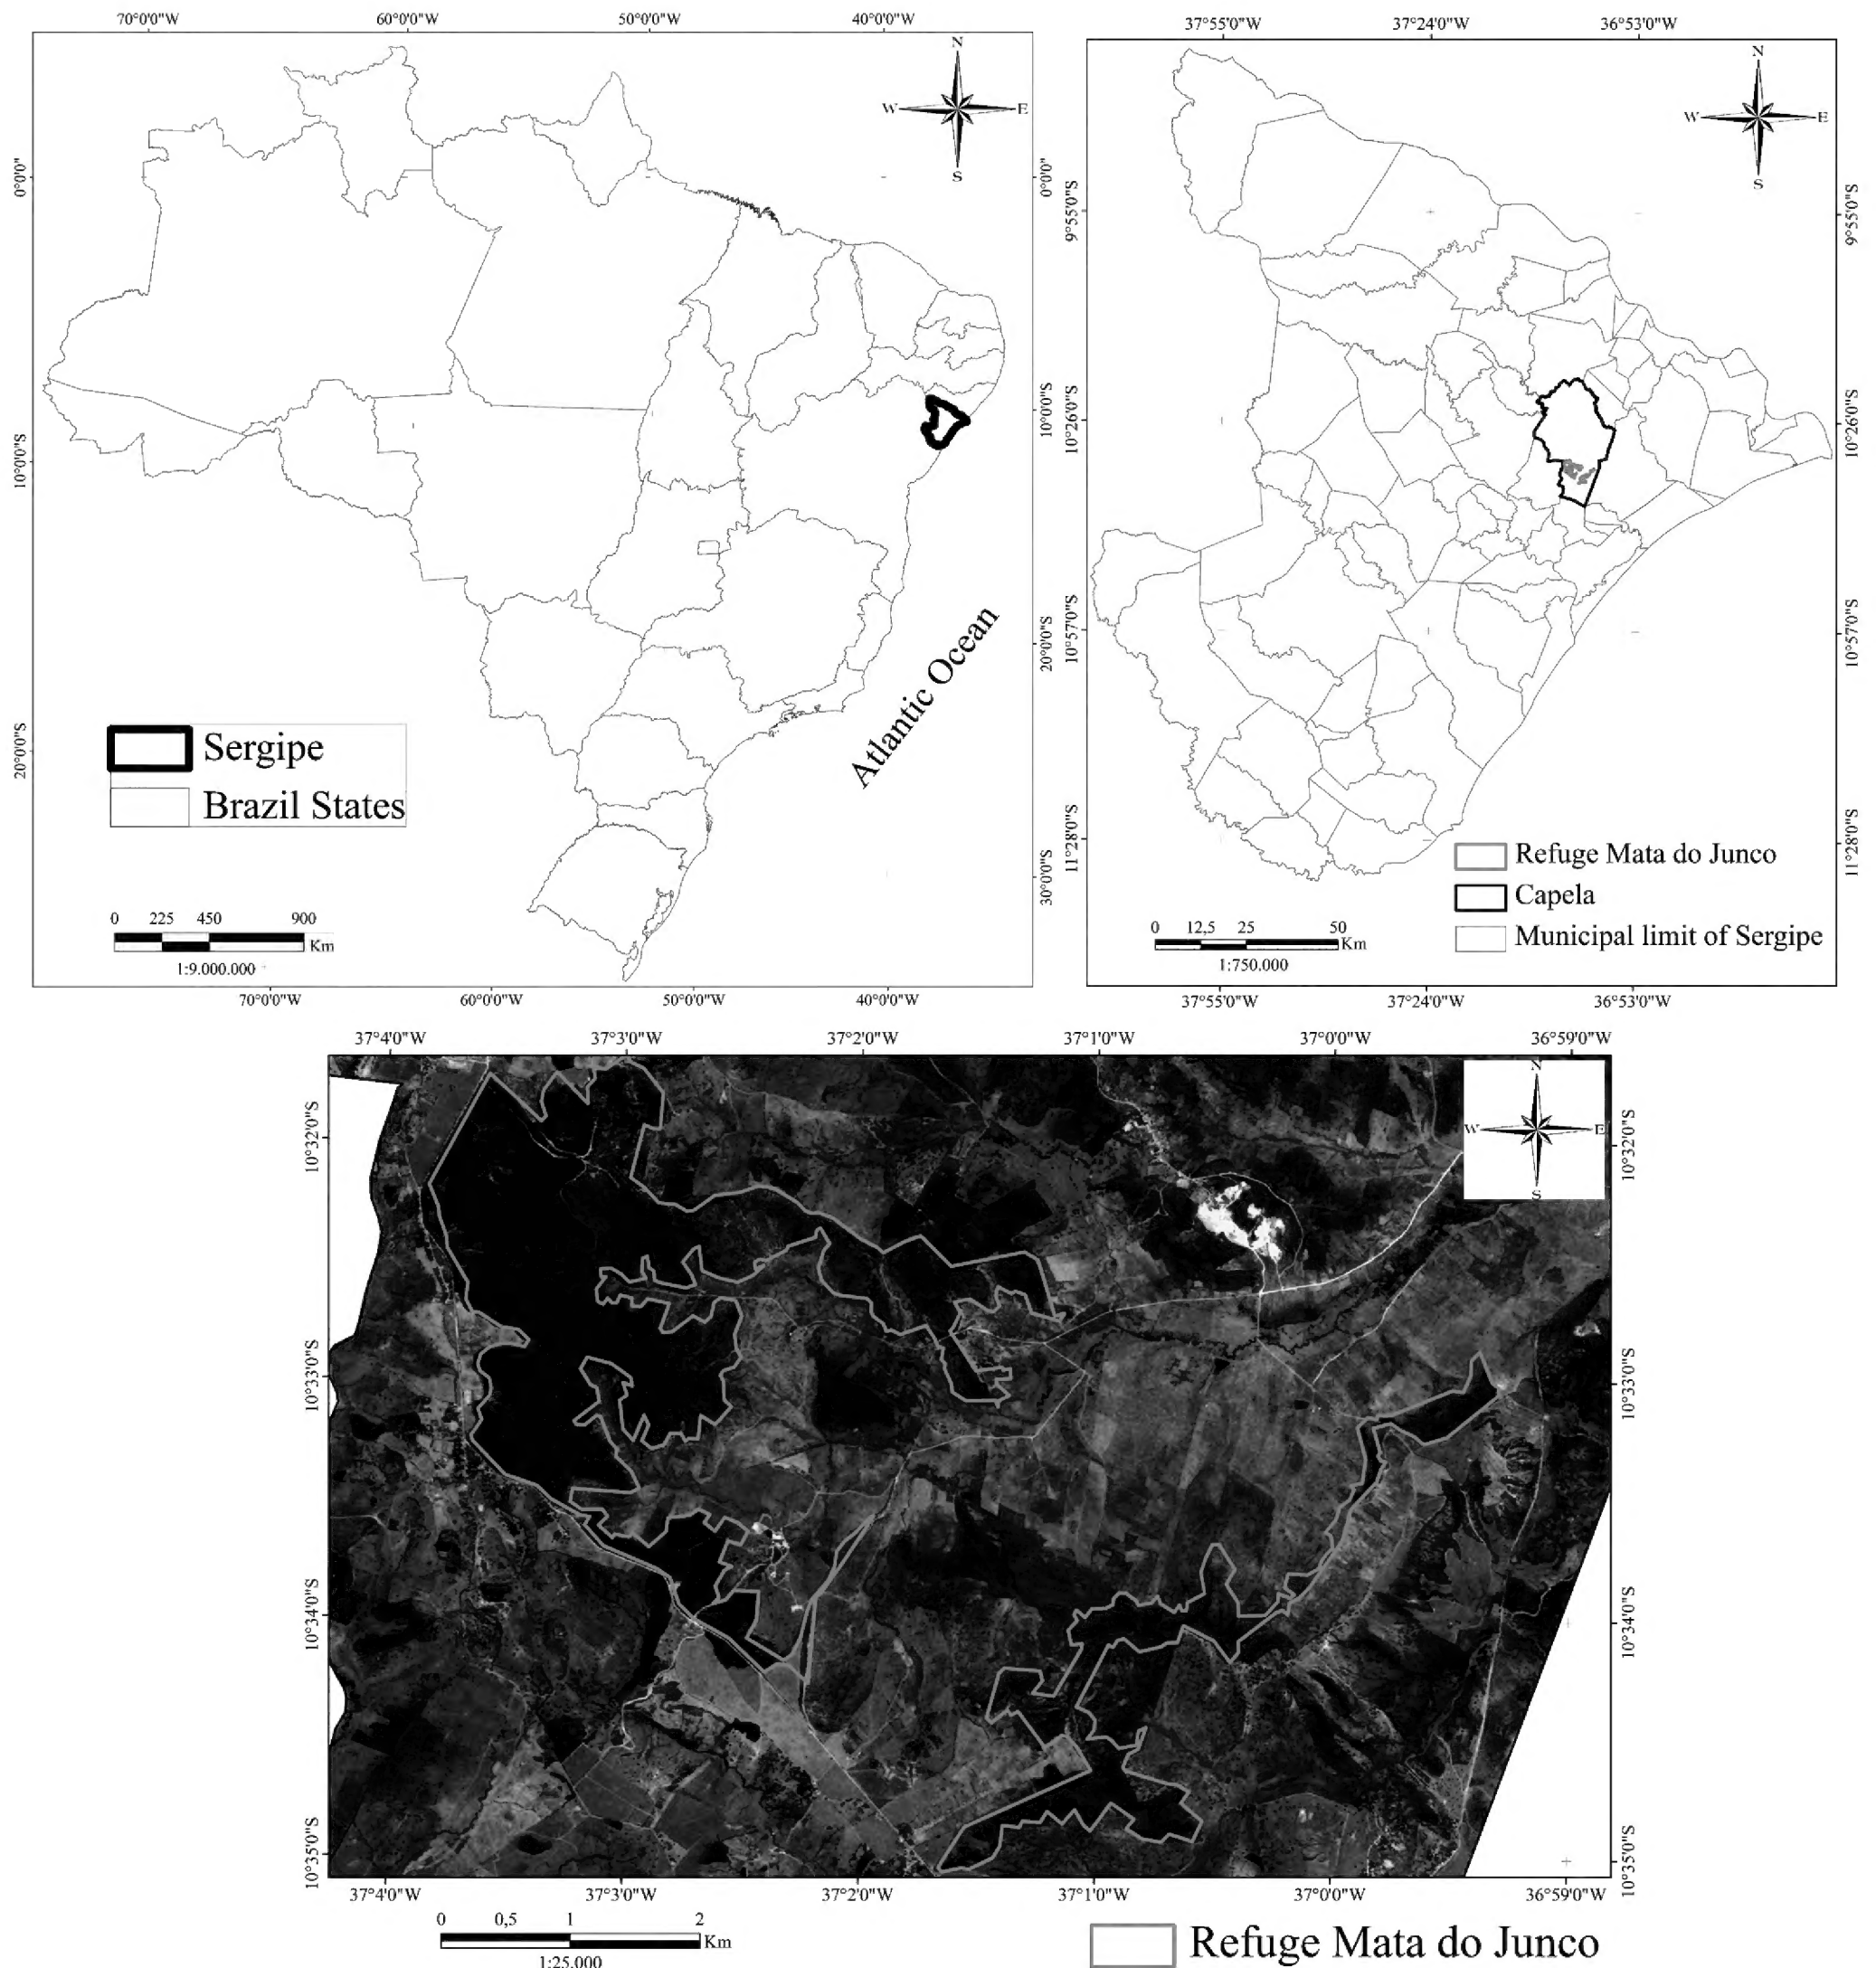 70°0'0"W 60°0'0"W 50°0'0"W 40°0'0"W
N
W E
S
0°0'0"
10°0'0"S
20°0'0"S
0°0'0"
10°0'0"S
20°0'0"S
30°0'0"S
Atlantic Ocean
Sergipe
Brazil States
0 225 450 900
Km
1:9.000.000
70°0'0"W 60°0'0"W 50°0'0"W 40°0'0"W
37°55'0"W 37°24'0"W 36°53'0"W
N
W E
S
9°55'0"S
10°26'0"S
10°57'0"S
11°28'0"S
9°55'0"S
10°26'0"S
10°57'0"S
11°28'0"S
Refuge Mata do Junco
Capela
Municipal limit of Sergipe
0 12,5 25 50
Km
1:750.000
37°55'0"W 37°24'0"W 36°53'0"W
37°4'0"W 37°3'0"W 37°2'0"W 37°1'0"W 37°0'0"W 36°59'0"W
N
W E
S
10°32'0"S
10°33'0"S
10°34'0"S
10°35'0"S
10°32'0"S
10°33'0"S
10°34'0"S
10°35'0"S
37°4'0"W 37°3'0"W 37°2'0"W 37°1'0"W 37°0'0"W 36°59'0"W
0 0,5 1 2
Km
1:25.000
Refuge Mata do Junco